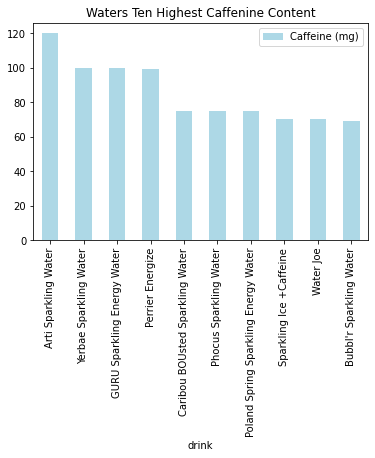 Waters Ten Highest Caffenine Content
Caffeine (mg)
120
100
80
60
40
20
0
Arti Sparkling Water
Yerbae Sparkling Water
GURU Sparkling Energy Water
Perrier Energize
Caribou BOUsted Sparkling Water
Phocus Sparkling Water
Poland Spring Sparkling Energy Water
Sparkling Ice +Caffeine
Water Joe
Bubbl'r Sparkling Water
drink